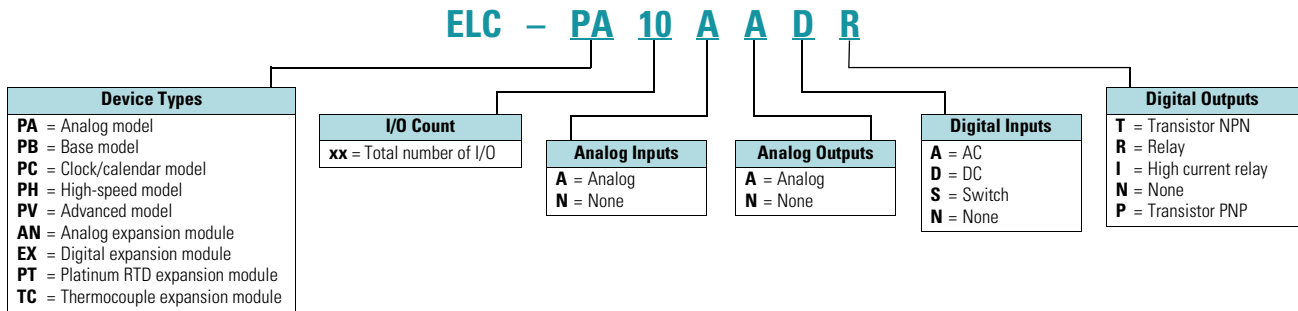 ELC – PA 10 A A D R
Device Types
PA = Analog model
PB = Base model
PC = Clock/calendar model
PH = High-speed model
PV = Advanced model
AN = Analog expansion module
EX = Digital expansion module
PT = Platinum RTD expansion module
TC = Thermocouple expansion module
I/O Count
xx = Total number of I/O
Analog Inputs
A = Analog
N = None
Analog Outputs
A = Analog
N = None
Digital Inputs
A = AC
D = DC
S = Switch
N = None
Digital Outputs
T = Transistor NPN
R = Relay
I = High current relay
N = None
P = Transistor PNP